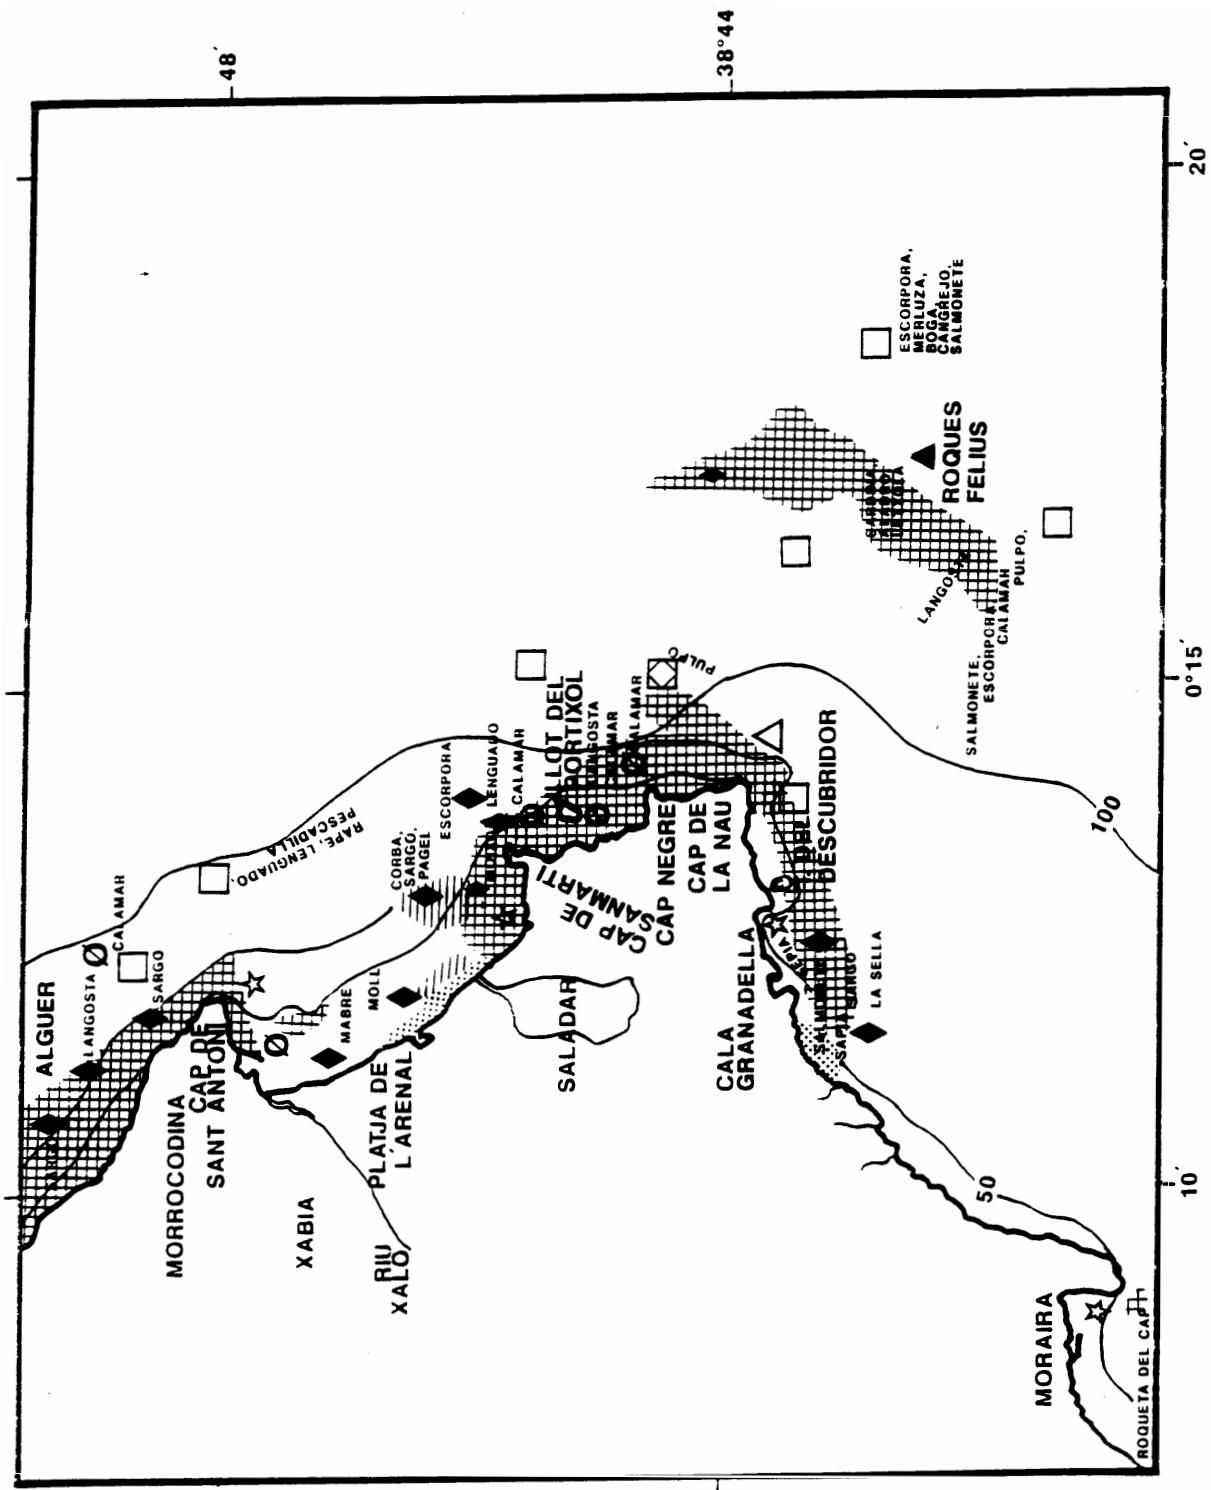 48′
38°44
20′
0°15′
10′
ALGUER
LANGOSTA
SARGO
CALAMAR
RAPE, LENGUADO,
PESCADILLA
MORROCODINA
CAP DE
SANT ANTONI
XABIA
RIU
XALO
PLATJA DE
L'ARENAL
MABRE
MOLL
CORBA,
SARGO,
PAGEL
ESCORPORA
LENGUADO
CALAMAR
ILLOT DEL
PORTIXOL
CALAMAR
PULPO
CAP DE
SANMARTI
SALADAR
CAP NEGRE
CAP DE
LA NAU
CALA
GRANADELLA
DESCUBRIDOR
SEPIA
SALMONETE
SAPIA
SARGO
LA SELLA
ESCORPORA,
MERLUZA,
BOGA,
CANGREJO,
SALMONETE
ROQUES
FELIUS
LANGOSTA
SALMONETE,
ESCORPORA
CALAMAH
PULPO,
100
50
MORAIRA
ROQUETA DEL CAP